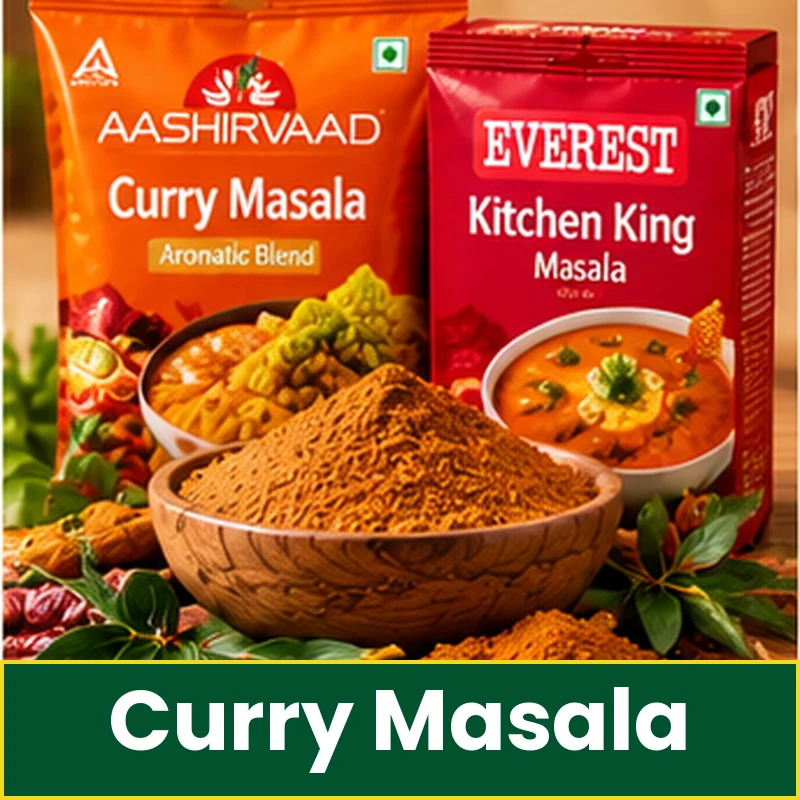 AASHIRVAAD
Curry Masala
Aronatic Blend
EVEREST
Kitchen King
Masala
Curry Masala